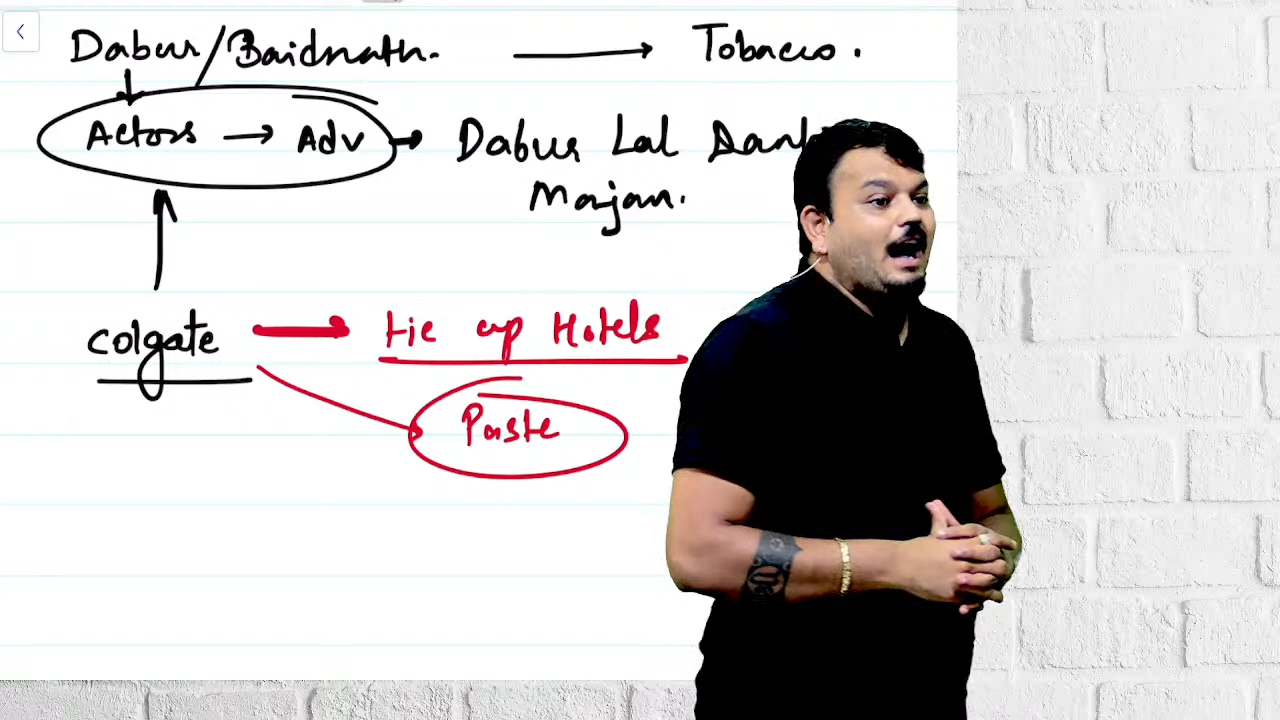 Dabur/Baidnath. → Tobacco.
Actors → Adv → Dabur Lal
Manjan.
colgate → tie up Hotels
Paste